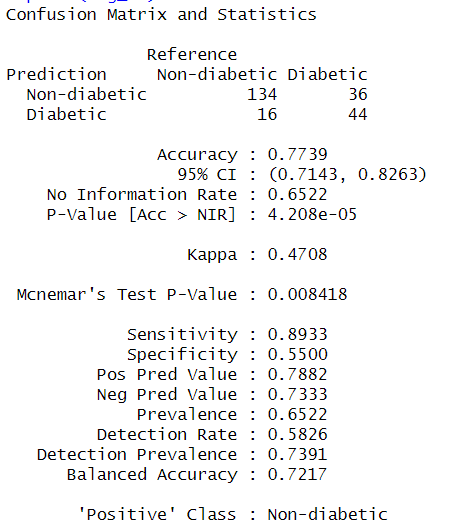 Confusion Matrix and Statistics
Reference
Prediction Non-diabetic Diabetic
Non-diabetic 134 36
Diabetic 16 44
Accuracy : 0.7739
95% CI : (0.7143, 0.8263)
No Information Rate : 0.6522
P-Value [Acc > NIR] : 4.208e-05
Kappa : 0.4708
Mcnemar's Test P-Value : 0.008418
Sensitivity : 0.8933
Specificity : 0.5500
Pos Pred Value : 0.7882
Neg Pred Value : 0.7333
Prevalence : 0.6522
Detection Rate : 0.5826
Detection Prevalence : 0.7391
Balanced Accuracy : 0.7217
'Positive' Class : Non-diabetic